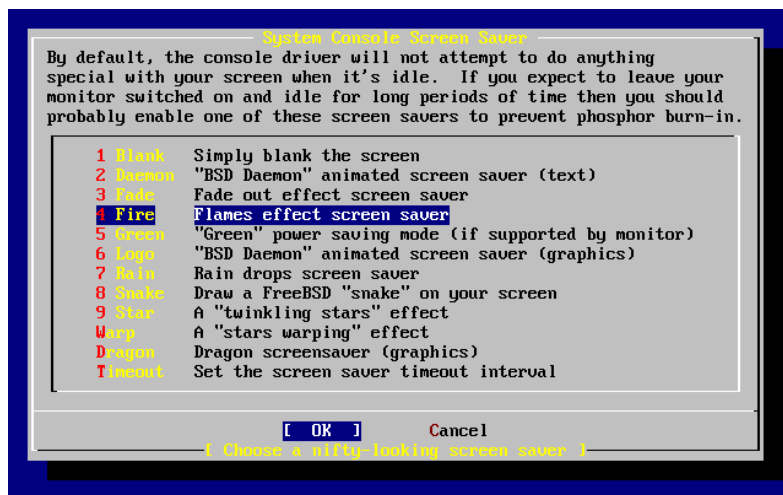 System Console Screen Saver
By default, the console driver will not attempt to do anything
special with your screen when it's idle.  If you expect to leave your
monitor switched on and idle for long periods of time then you should
probably enable one of these screen savers to prevent phosphor burn-in.
1 Blank   Simply blank the screen
2 Daemon  "BSD Daemon" animated screen saver (text)
3 Fade    Fade out effect screen saver
4 Fire    Flames effect screen saver
5 Green   "Green" power saving mode (if supported by monitor)
6 Logo    "BSD Daemon" animated screen saver (graphics)
7 Rain    Rain drops screen saver
8 Snake   Draw a FreeBSD "snake" on your screen
9 Star    A "twinkling stars" effect
Warp      A "stars warping" effect
Dragon    Dragon screensaver (graphics)
Timeout   Set the screen saver timeout interval
[  OK  ]       Cancel
[ Choose a nifty-looking screen saver ]